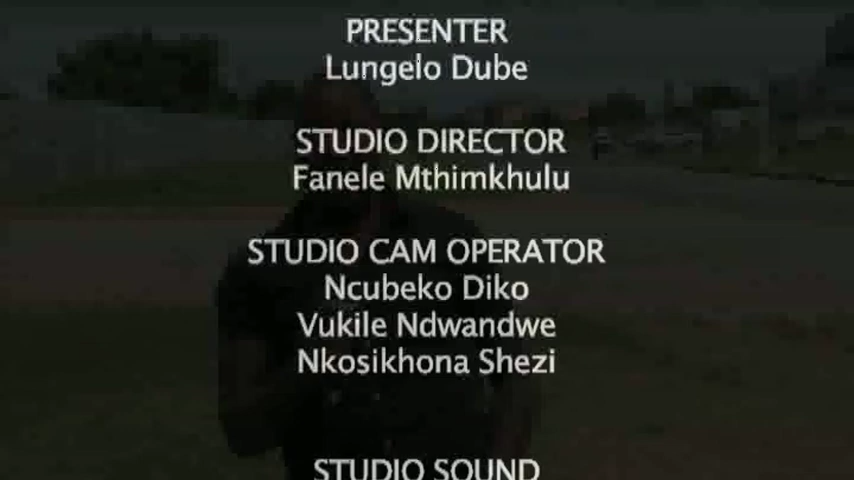 PRESENTER
Lungelo Dube
STUDIO DIRECTOR
Fanele Mthimkhulu
STUDIO CAM OPERATOR
Ncubeko Diko
Vukile Ndwandwe
Nkosikhona Shezi
STUDIO SOUND